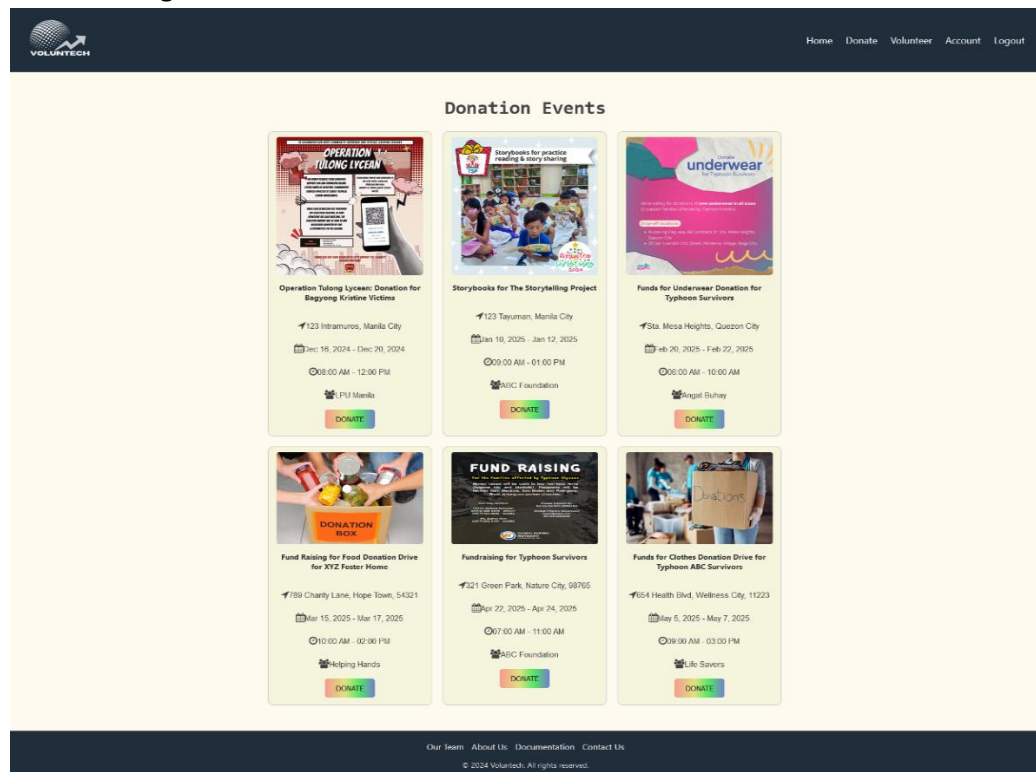 VOLUNTECH
Home Donate Volunteer Account Logout
Donation Events
OPERATION
TULONG LYCEAN
Storybooks for practice
reading & story sharing
Donate
underwear
for Typhoon Survivors
Operation Tulong Lycean: Donation for
Bagyong Kristine Victims
123 Intramuros, Manila City
Dec 16, 2024 - Dec 20, 2024
08:00 AM - 12:00 PM
LPU Manila
DONATE
Storybooks for The Storytelling Project
123 Tayuman, Manila City
Jan 10, 2025 - Jan 12, 2025
09:00 AM - 01:00 PM
ABC Foundation
DONATE
Funds for Underwear Donation for
Typhoon Survivors
Sta. Mesa Heights, Quezon City
Feb 20, 2025 - Feb 22, 2025
06:00 AM - 10:00 AM
Angat Buhay
DONATE
DONATION
BOX
Fund Raising for Food Donation Drive
for XYZ Foster Home
789 Charity Lane, Hope Town, 54321
Mar 15, 2025 - Mar 17, 2025
10:00 AM - 02:00 PM
Helping Hands
DONATE
FUND RAISING
for the families affected by Typhoon Ulysses
Fundraising for Typhoon Survivors
321 Green Park, Nature City, 98765
Apr 22, 2025 - Apr 24, 2025
07:00 AM - 11:00 AM
ABC Foundation
DONATE
Donations
Funds for Clothes Donation Drive for
Typhoon ABC Survivors
654 Health Blvd, Wellness City, 11223
May 5, 2025 - May 7, 2025
09:00 AM - 03:00 PM
Life Savers
DONATE
Our Team About Us Documentation Contact Us
© 2024 Voluntech. All rights reserved.